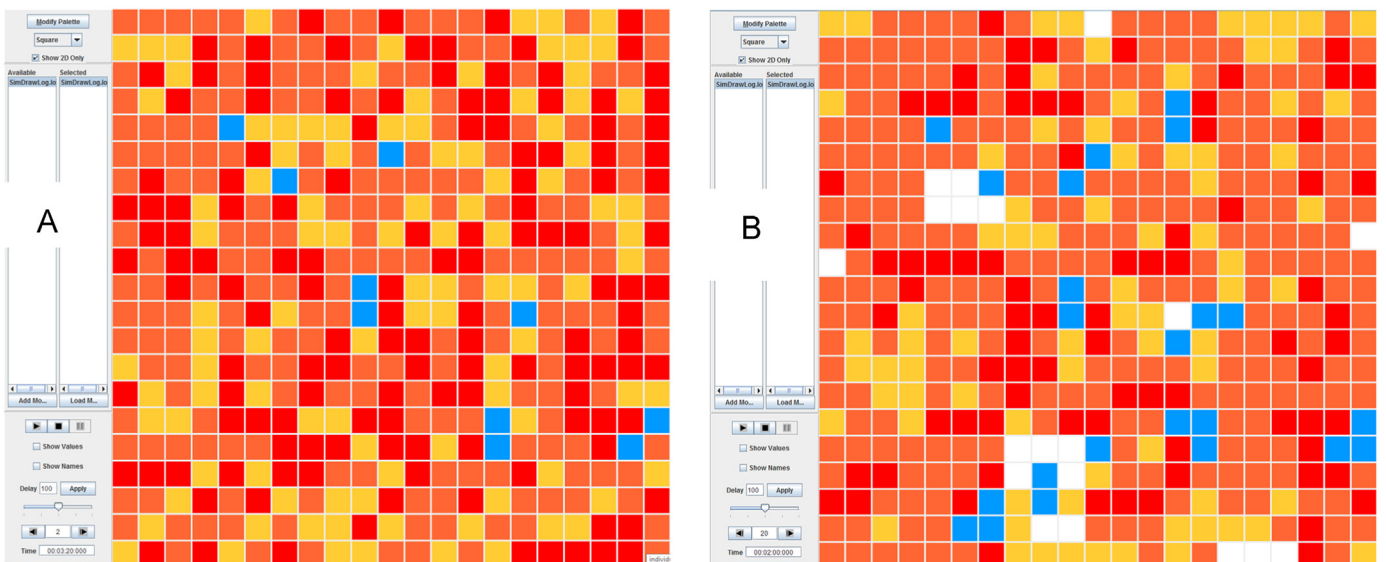 Modify Palette
Square
Show 2D Only
Available Selected
SimDrawLog.lo SimDrawLog.lo
A
Add Mo... Load M...
Show Values
Show Names
Delay 100 Apply
2
Time 00:03:20:000
individ
Modify Palette
Square
Show 2D Only
Available Selected
SimDrawLog.lo SimDrawLog.lo
B
Add Mo... Load M...
Show Values
Show Names
Delay 100 Apply
20
Time 00:02:00:000